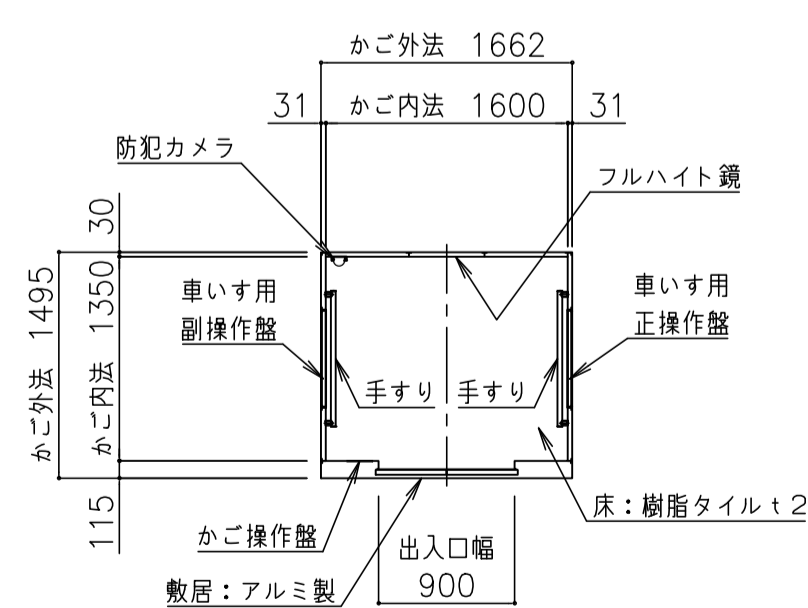 かご外法 1662
31 かご内法 1600 31
防犯カメラ
フルハイト鏡
30
かご内法 1350
かご外法 1495
115
車いす用
副操作盤
車いす用
正操作盤
手すり 手すり
床：樹脂タイルｔ２
かご操作盤
出入口幅
900
敷居：アルミ製